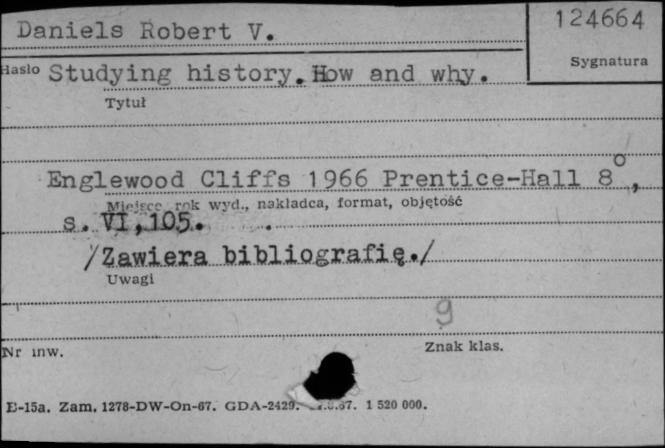 Daniels Robert V.
124664
Hasło Studying history. How and why.
Sygnatura
Tytuł
Englewood Cliffs 1966 Prentice-Hall 8°,
Miejsce rok wyd., nakładca, format, objętość
s. VI,105.
/Zawiera bibliografię./
Uwagi
9
Nr inw.
Znak klas.
E-15a. Zam. 1278-DW-On-67. GDA-2429. 1 520 000.